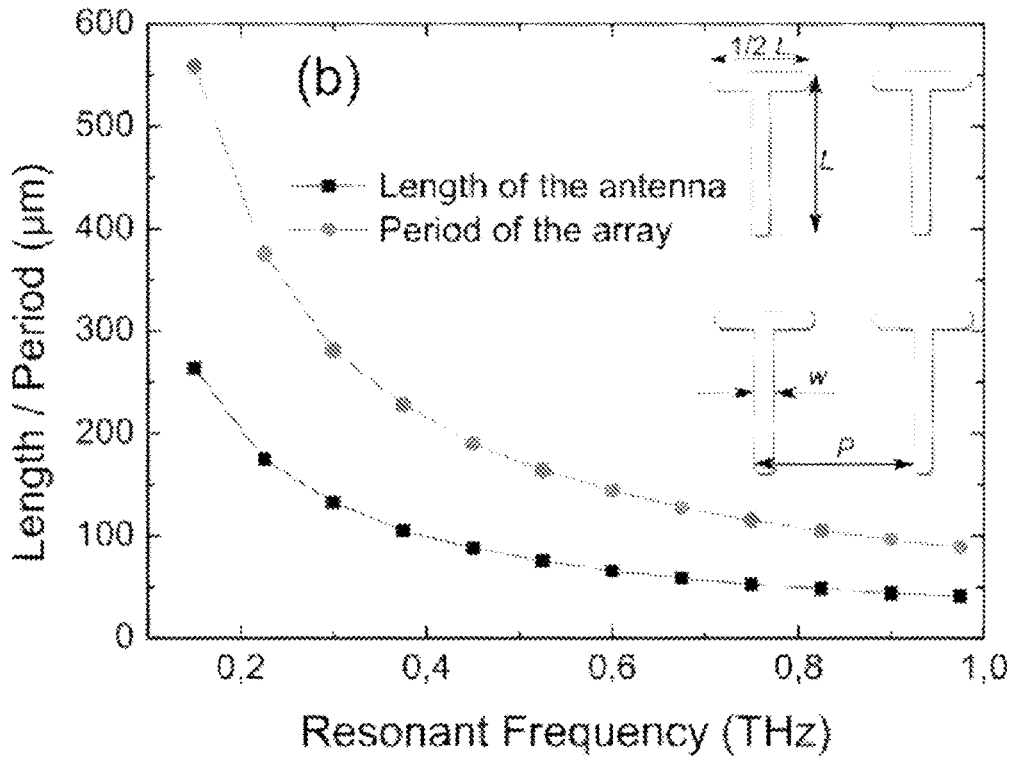 600
500
400
300
200
100
0
Length / Period (μm)
(b)
Length of the antenna
Period of the array
1/2 L
L
w
P
0,2 0,4 0,6 0,8 1,0
Resonant Frequency (THz)